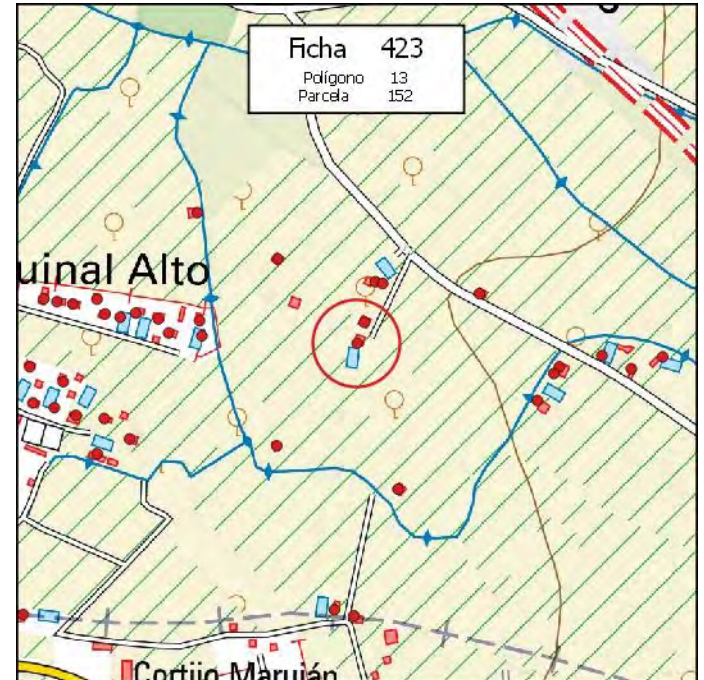 Ficha 423
Polígono 13
Parcela 152
uinal Alto
Cortijo Maruján